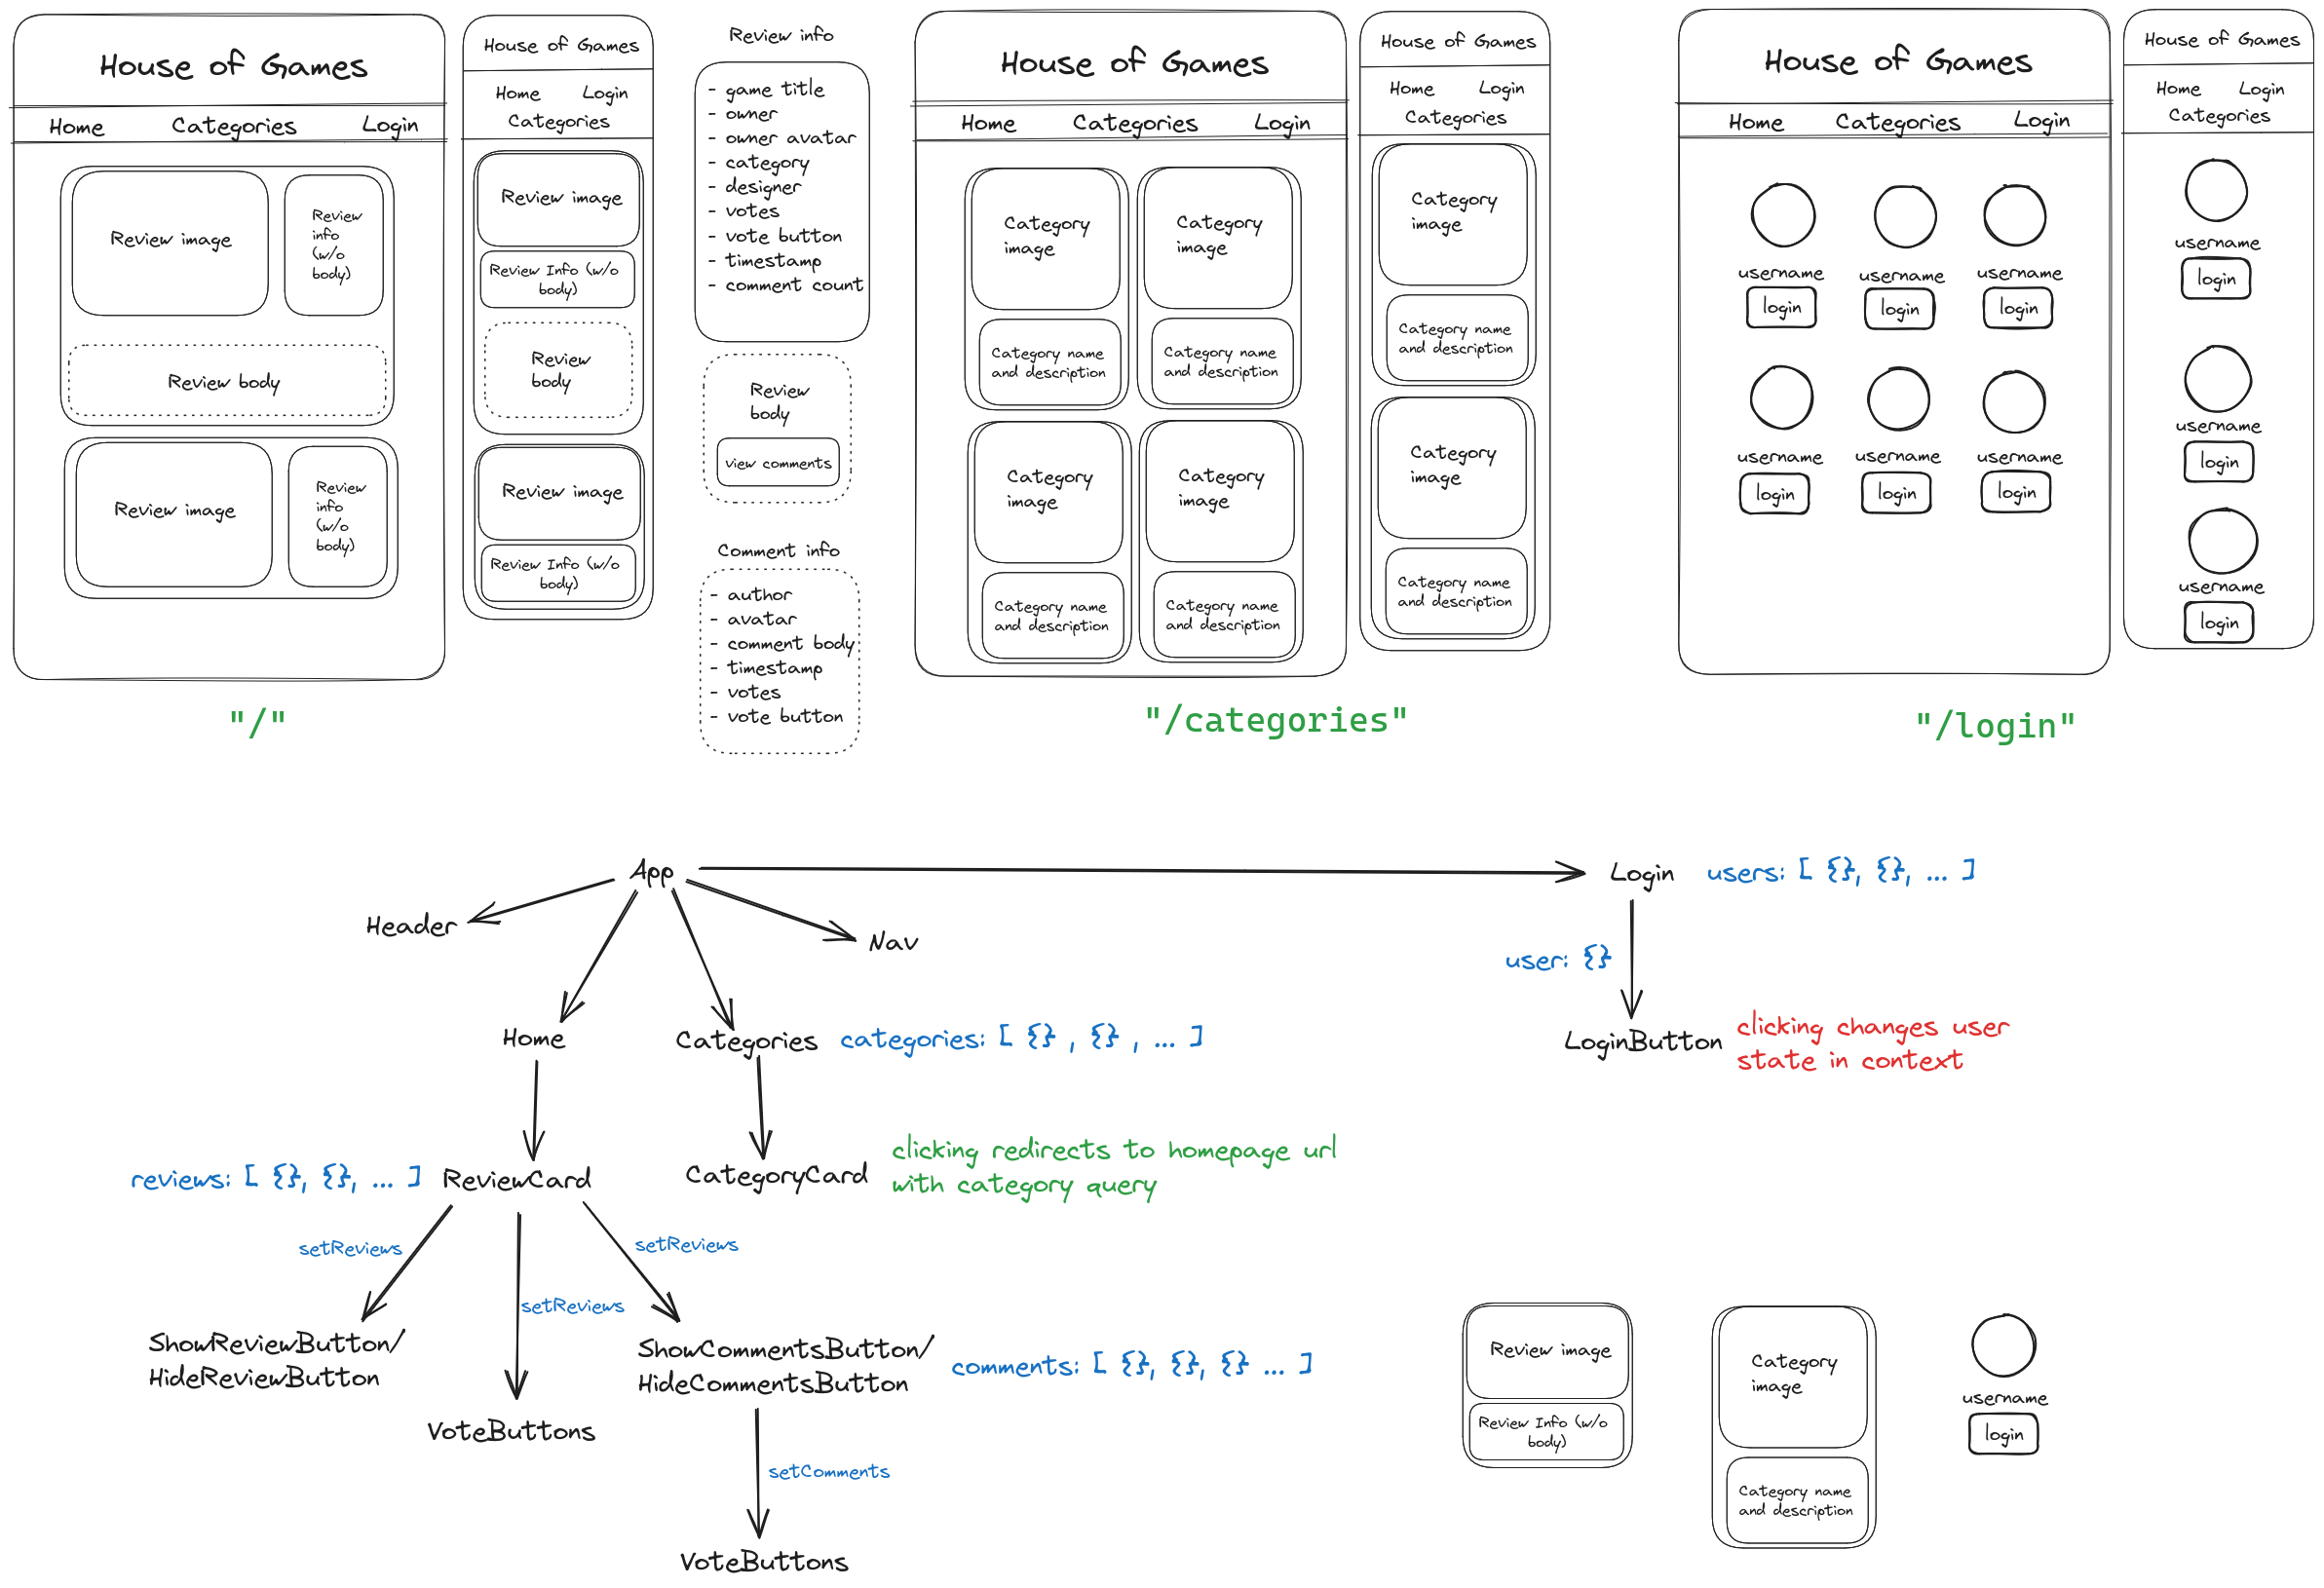 House of Games
Home Categories Login
Review image
Review
info
(w/o
body)
Review body
Review image
Review
info
(w/o
body)
"/"
House of Games
Home Login
Categories
Review image
Review Info (w/o
body)
Review
body
Review image
Review Info (w/o
body)
Review info
- game title
- owner
- owner avatar
- category
- designer
- votes
- vote button
- timestamp
- comment count
Review
body
view comments
Comment info
- author
- avatar
- comment body
- timestamp
- votes
- vote button
House of Games
Home Categories Login
Category
image
Category name
and description
Category
image
Category name
and description
Category
image
Category name
and description
Category
image
Category name
and description
"/categories"
House of Games
Home Login
Categories
Category
image
Category name
and description
Category
image
Category name
and description
House of Games
Home Categories Login
username
login
username
login
username
login
username
login
username
login
username
login
"/login"
House of Games
Home Login
Categories
username
login
username
login
username
login
App
Header
Nav
Login users: [ {}, {}, ... ]
user: {}
LoginButton
clicking changes user
state in context
Home
Categories categories: [ {} , {} , ... ]
reviews: [ {}, {}, ... ] ReviewCard
CategoryCard
clicking redirects to homepage url
with category query
setReviews
setReviews
setReviews
ShowReviewButton/
HideReviewButton
VoteButtons
ShowCommentsButton/
HideCommentsButton
comments: [ {}, {}, {} ... ]
setComments
VoteButtons
Review image
Review Info (w/o
body)
Category
image
Category name
and description
username
login